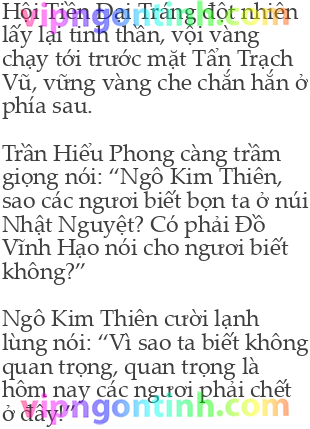 Hội Tiền Đại Tráng đột nhiên
lấy lại tinh thần, vội vàng
chạy tới trước mặt Tẩn Trạch
Vũ, vững vàng che chắn hắn ở
phía sau.
Trần Hiểu Phong càng trầm
giọng nói: “Ngô Kim Thiên,
sao các ngươi biết bọn ta ở núi
Nhật Nguyệt? Có phải Đồ
Vĩnh Hạo nói cho ngươi biết
không?”
Ngô Kim Thiên cười lạnh
lùng nói: “Vì sao ta biết không
quan trọng, quan trọng là
hôm nay các ngươi phải chết
ở đây!”
vipngontinh.com
vipngontinh.com